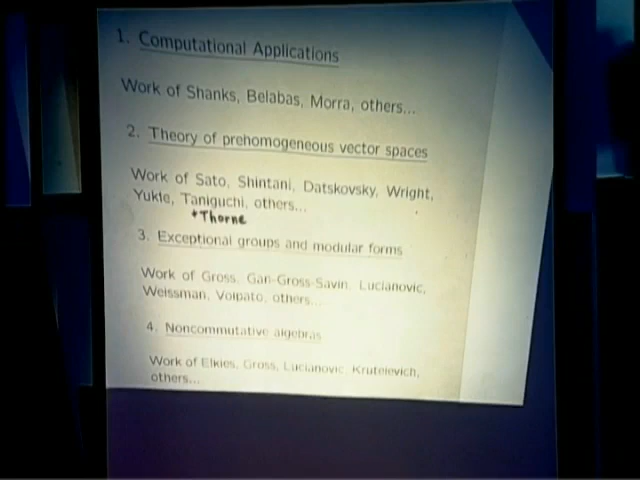 1. Computational Applications
Work of Shanks, Belabas, Morra, others...
2. Theory of prehomogeneous vector spaces
Work of Sato, Shintani, Datskovsky, Wright,
Yukie, Taniguchi, others...
+Thorne
3. Exceptional groups and modular forms
Work of Gross, Gan-Gross-Savin, Lucianovic,
Weissman, Volpato, others...
4. Noncommutative algebras
Work of Elkies, Gross, Lucianovic, Krutelevich,
others...